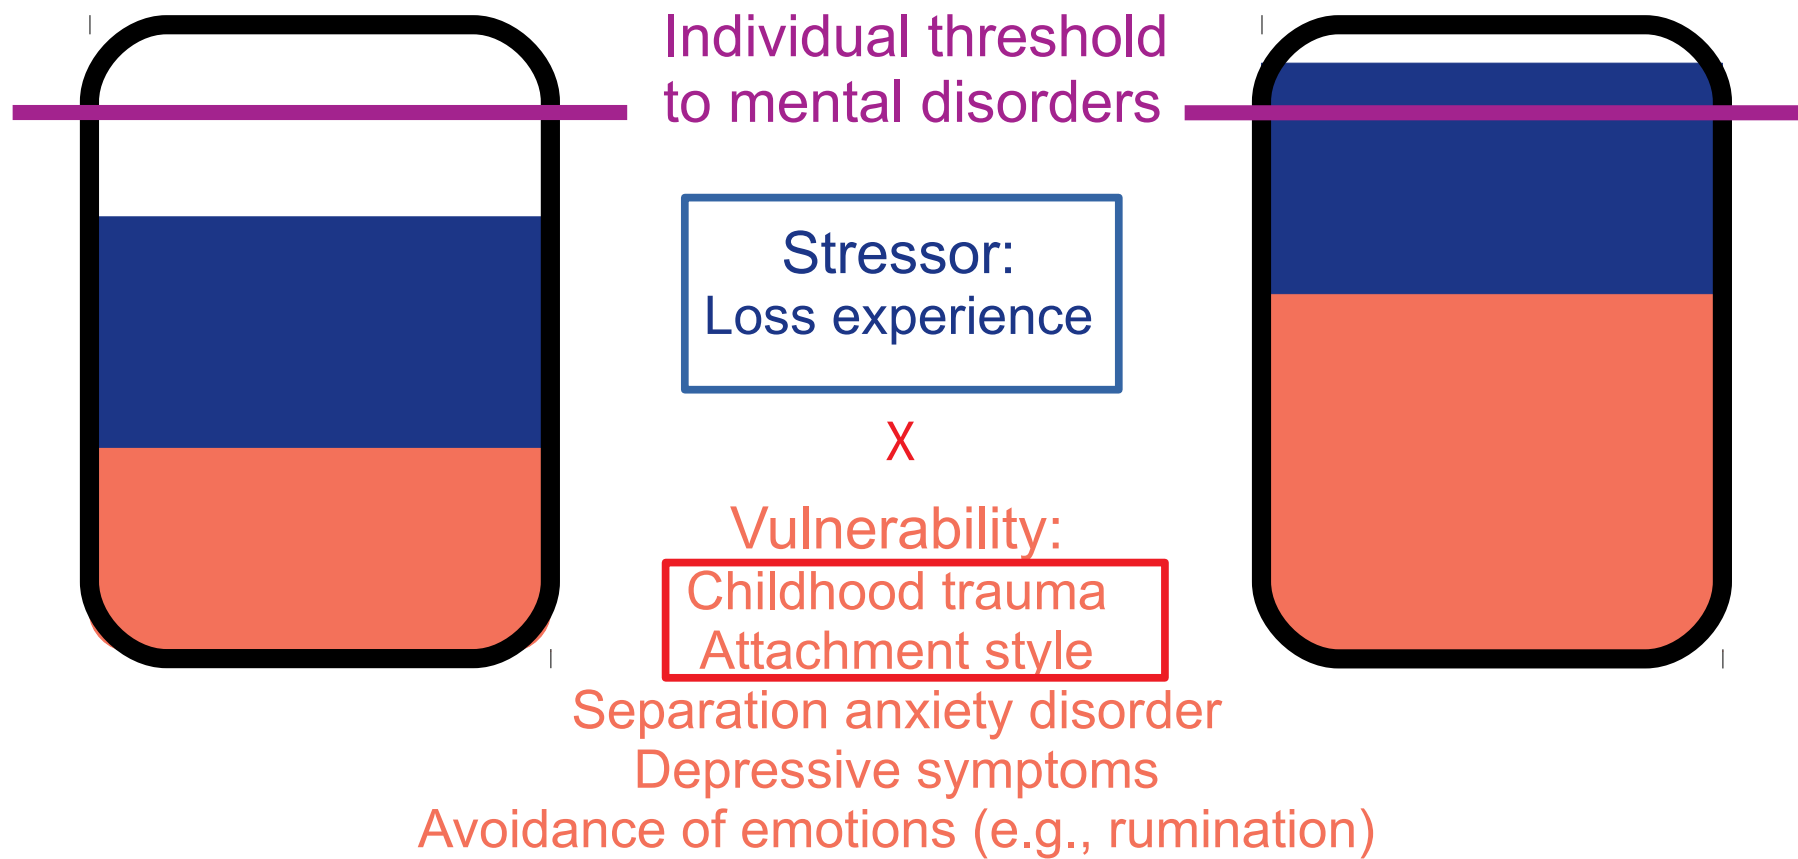 Individual threshold
to mental disorders
Stressor:
Loss experience
X
Vulnerability:
Childhood trauma
Attachment style
Separation anxiety disorder
Depressive symptoms
Avoidance of emotions (e.g., rumination)